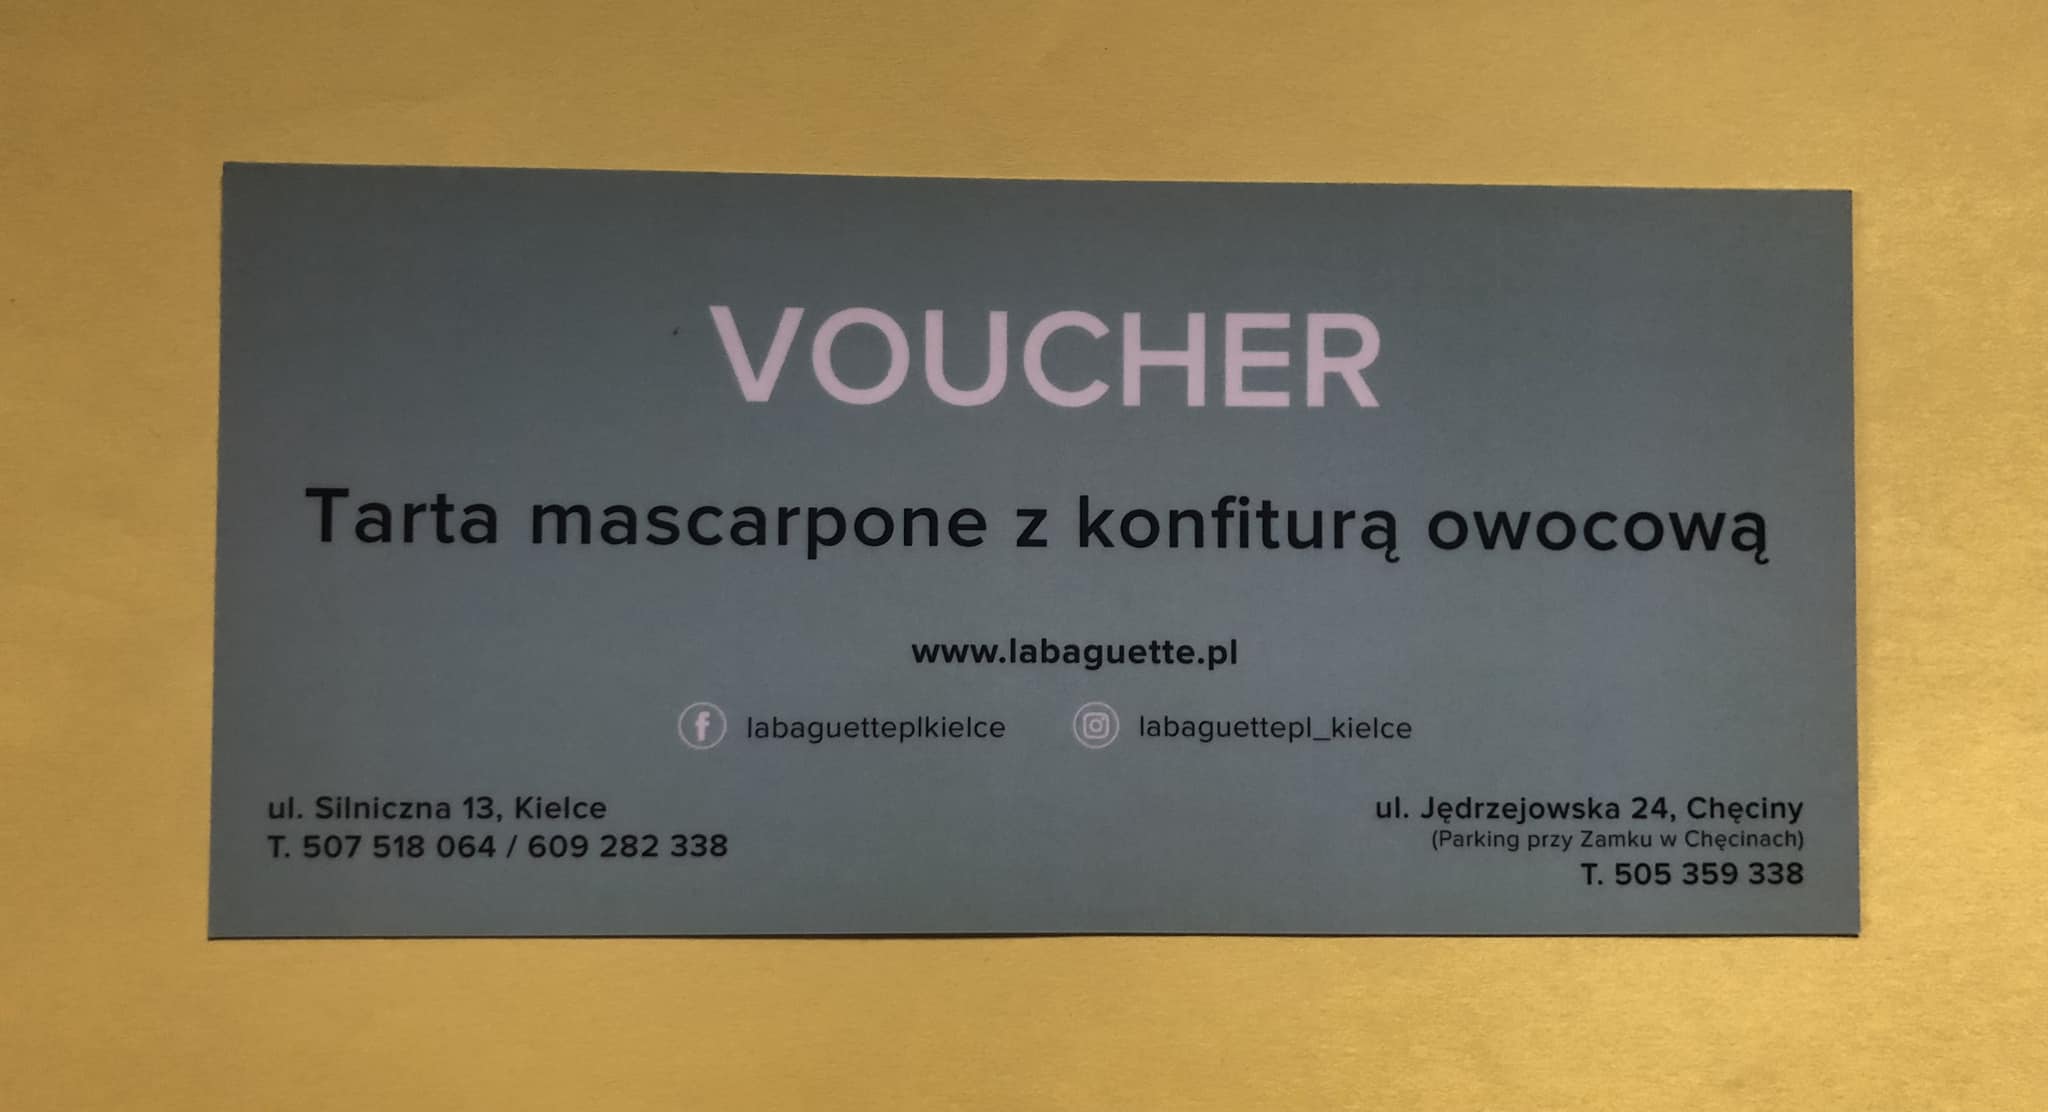 VOUCHER
Tarta mascarpone z konfiturą owocową
www.labaguette.pl
labaguetteplkielce
labaguettepl_kielce
ul. Silniczna 13, Kielce
T. 507 518 064 / 609 282 338
ul. Jędrzejowska 24, Chęciny
(Parking przy Zamku w Chęcinach)
T. 505 359 338